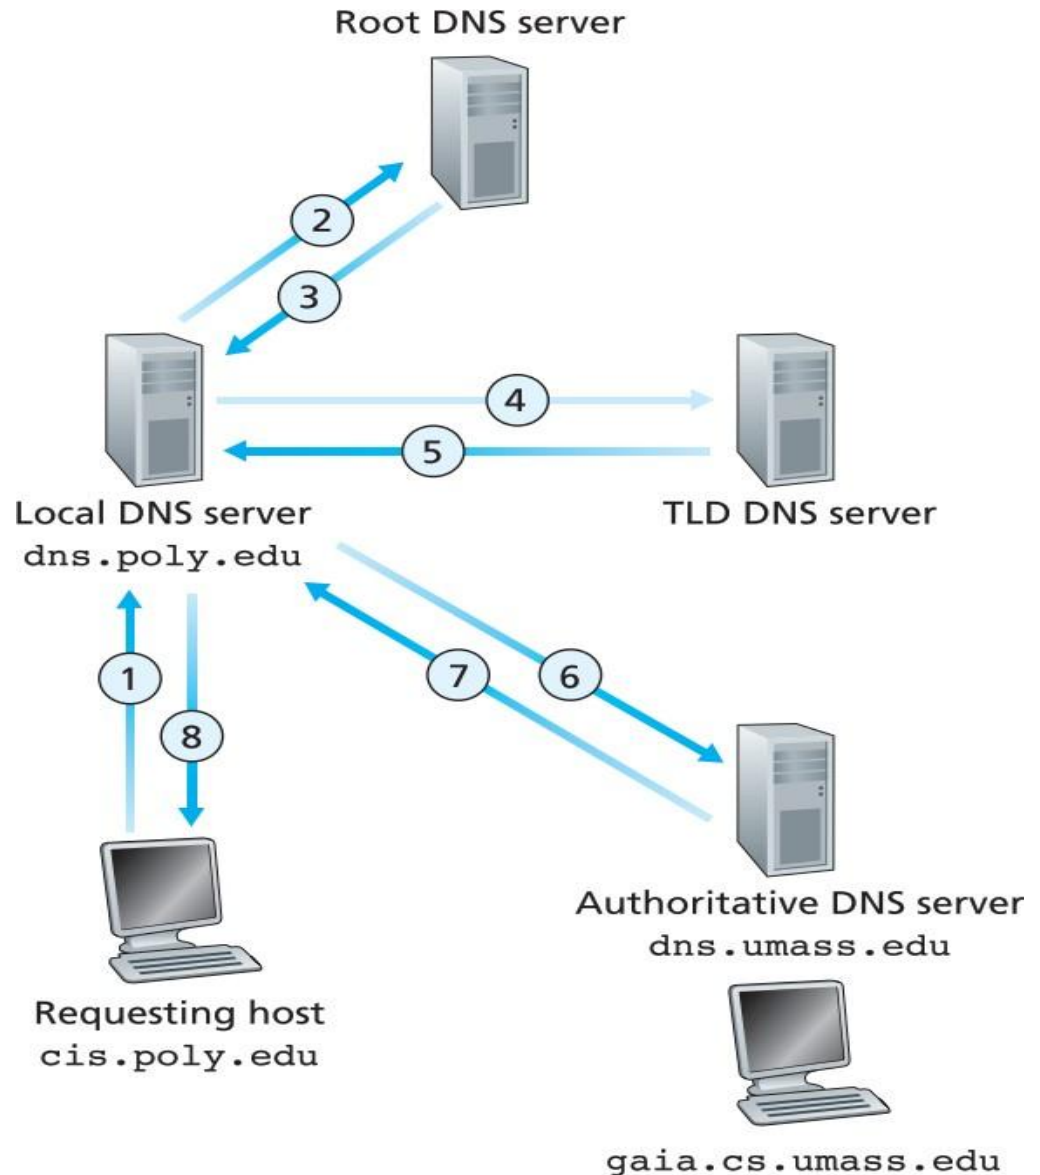 Root DNS server
2
3
4
5
Local DNS server
dns.poly.edu
TLD DNS server
1
8
7
6
Authoritative DNS server
dns.umass.edu
Requesting host
cis.poly.edu
gaia.cs.umass.edu